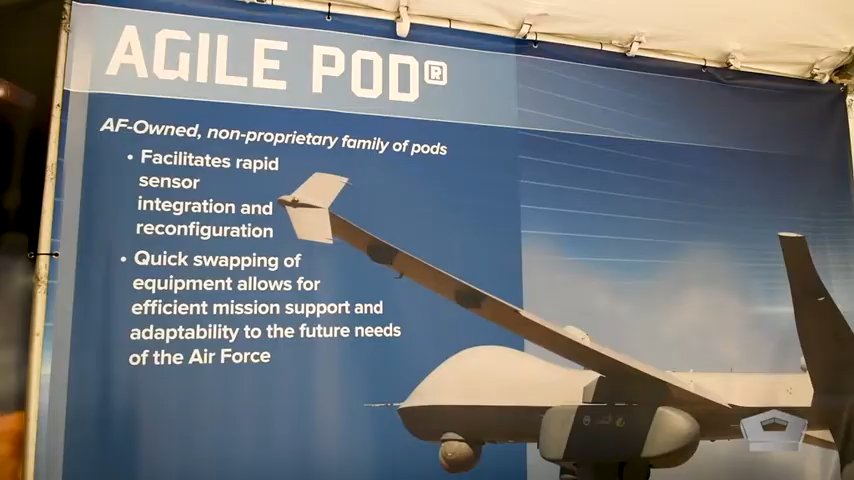 AGILE POD®
AF-Owned, non-proprietary family of pods
• Facilitates rapid
sensor
integration and
reconfiguration
• Quick swapping of
equipment allows for
efficient mission support and
adaptability to the future needs
of the Air Force